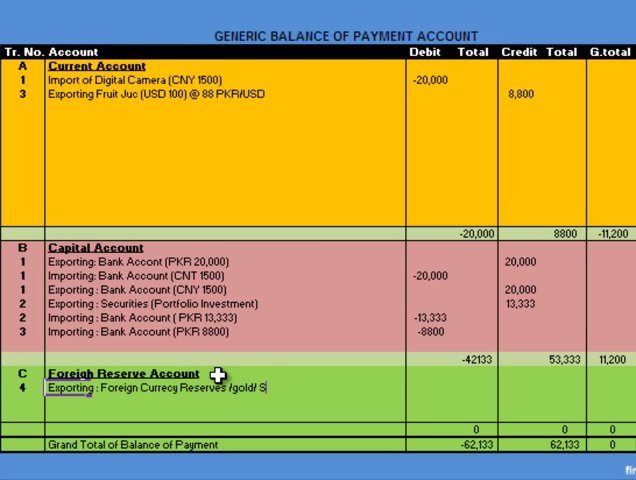 GENERIC BALANCE OF PAYMENT ACCOUNT
Tr. No. Account Debit Total Credit Total G.total
A Current Account
1 Import of Digital Camera (CNY 1500) -20,000
3 Exporting Fruit Juc (USD 100) @ 88 PKR/USD 8,800
-20,000 8800 -11,200
B Capital Account
1 Exporting: Bank Accont (PKR 20,000) 20,000
1 Importing: Bank Account (CNT 1500) -20,000
1 Exporting: Bank Account (CNY 1500) 20,000
2 Exporting : Securities (Portfolio Investment) 13,333
2 Importing : Bank Account ( PKR 13,333) -13,333
3 Importing : Bank Account (PKR 8800) -8800
-42133 53,333 11,200
C Foreigh Reserve Account
4 Exporting : Foreign Currecy Reserves /gold/ S
0 0 0
Grand Total of Balance of Payment -62,133 62,133 0